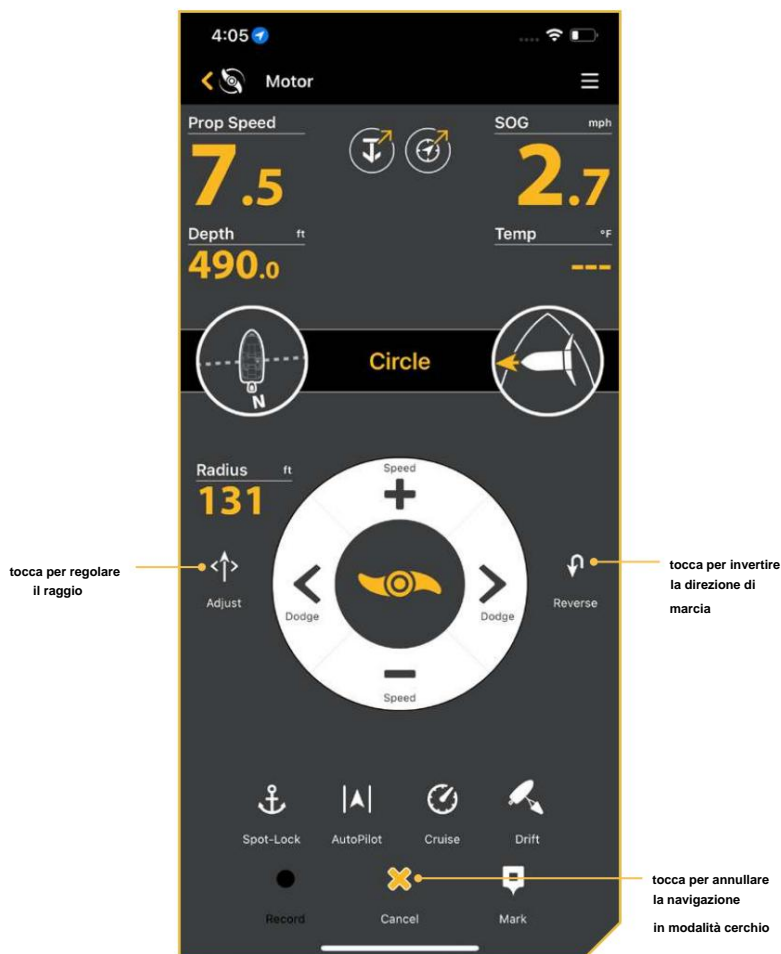 4:05
Motor
Prop Speed
SOG mph
7.5
2.7
Depth ft
Temp °F
490.0
---
N
Circle
Radius ft
131
Speed
+
tocca per regolare
il raggio
Adjust
Dodge
Dodge
Reverse
tocca per invertire
la direzione di
marcia
−
Speed
Spot-Lock
AutoPilot
Cruise
Drift
Record
Cancel
Mark
tocca per annullare
la navigazione
in modalità cerchio